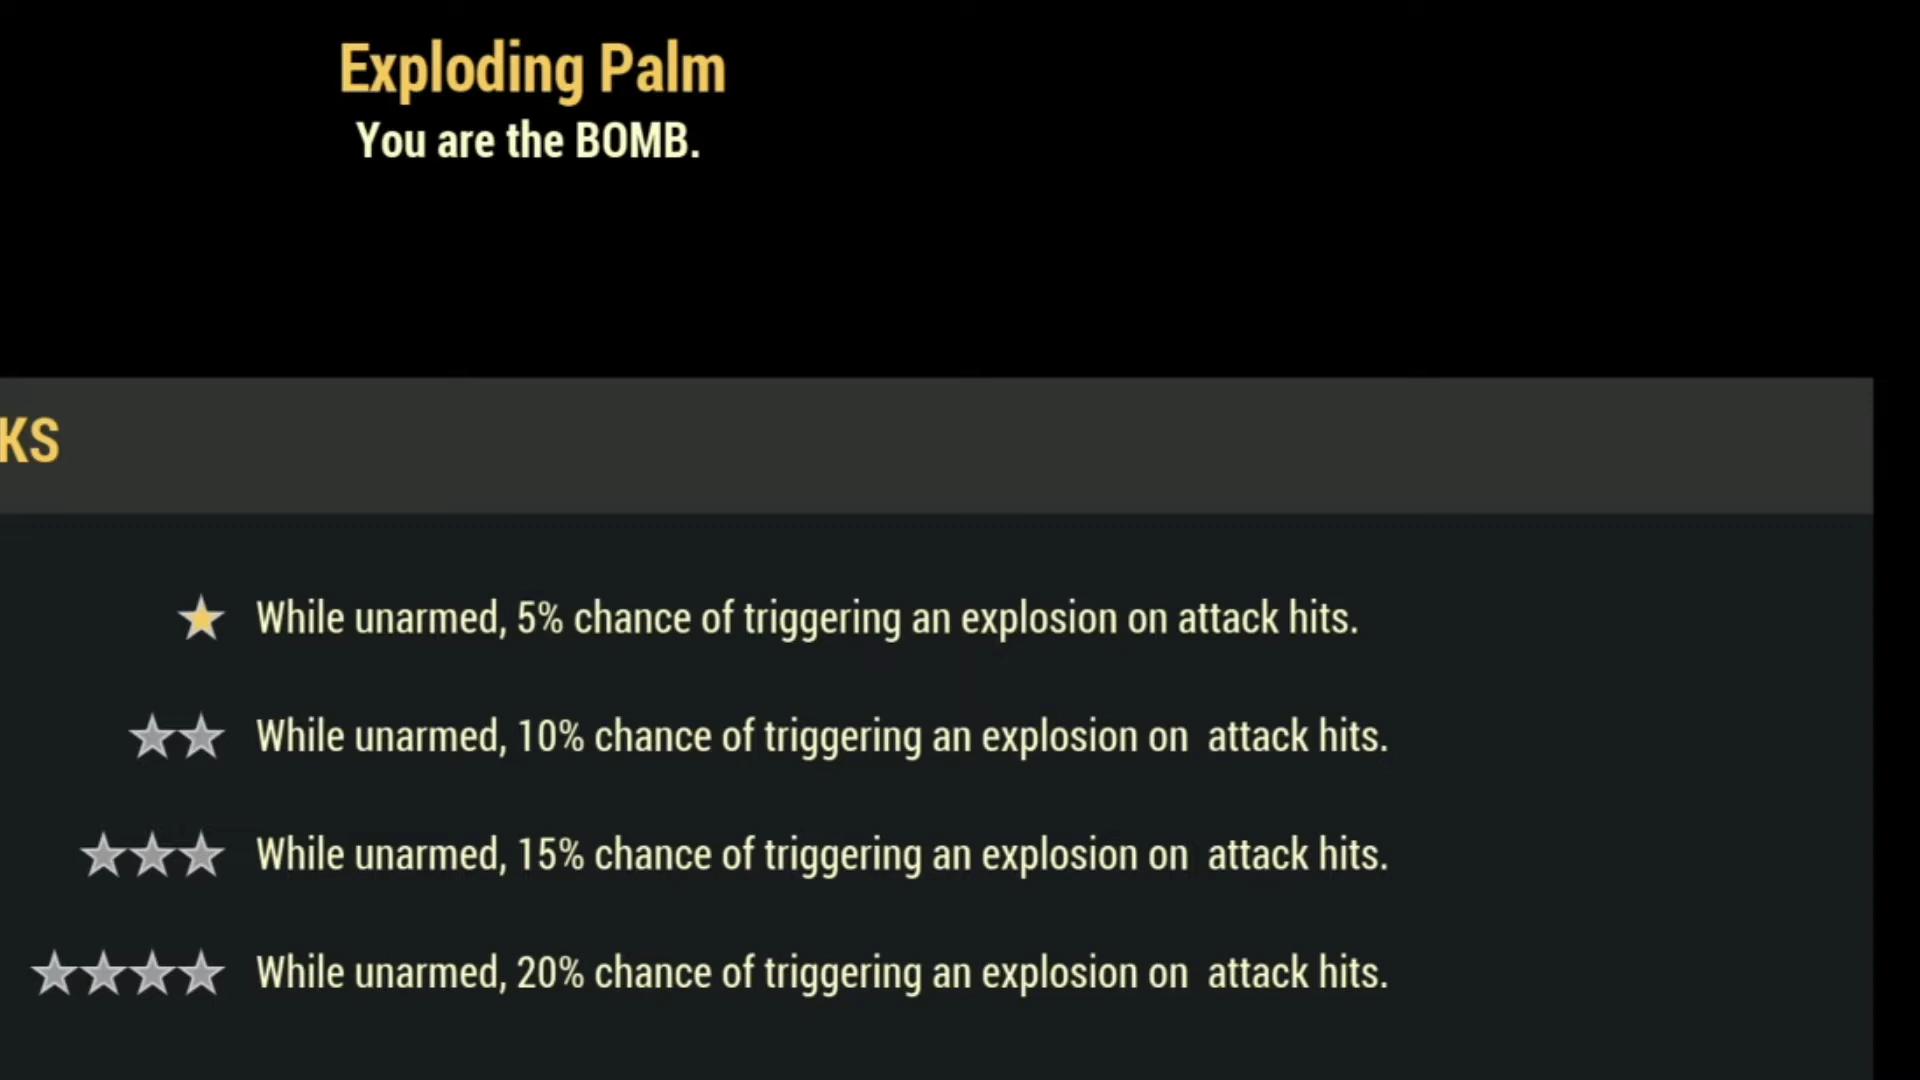 Exploding Palm
You are the BOMB.
KS
While unarmed, 5% chance of triggering an explosion on attack hits.
While unarmed, 10% chance of triggering an explosion on  attack hits.
While unarmed, 15% chance of triggering an explosion on  attack hits.
While unarmed, 20% chance of triggering an explosion on  attack hits.